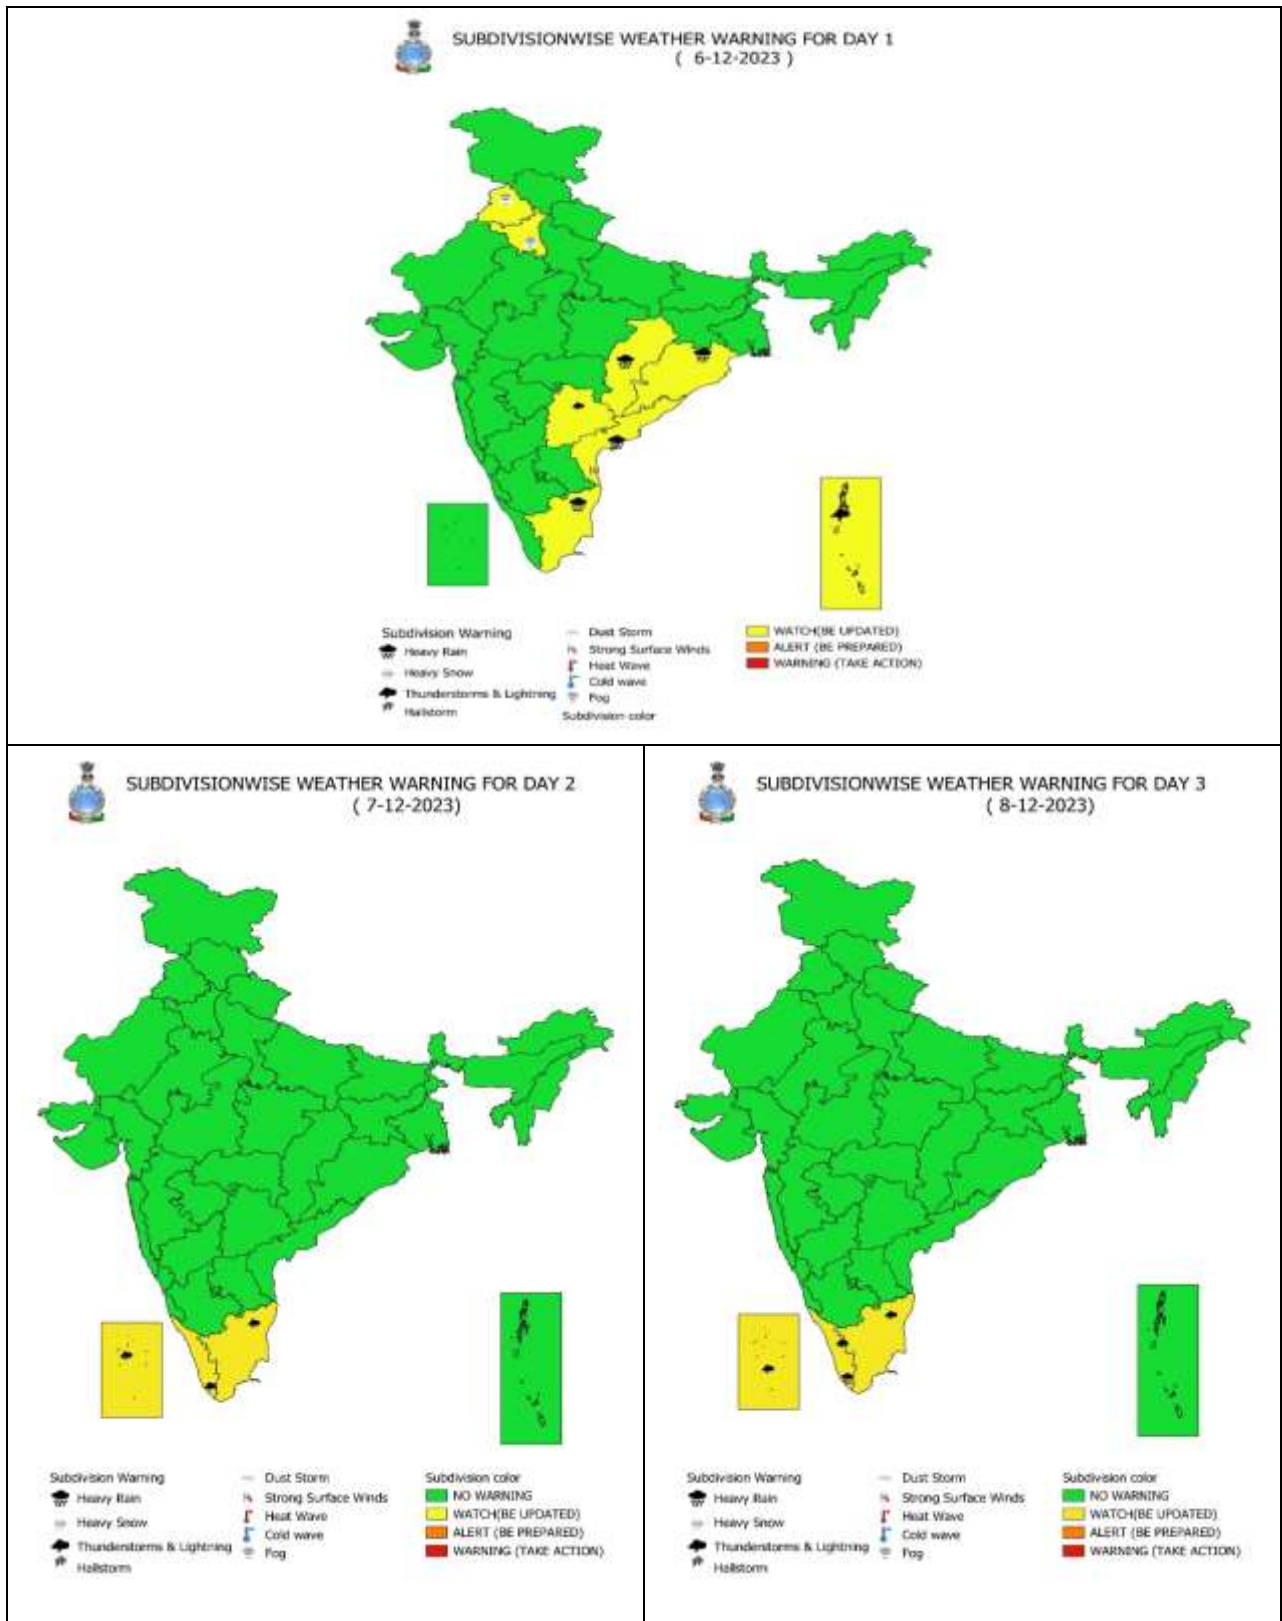 SUBDIVISIONWISE WEATHER WARNING FOR DAY 1
( 6-12-2023 )
Subdivision Warning
Heavy Rain
Heavy Snow
Thunderstorms & Lightning
Hailstorm
Dust Storm
Strong Surface Winds
Heat Wave
Cold wave
Fog
Subdivision color
WATCH(BE UPDATED)
ALERT (BE PREPARED)
WARNING (TAKE ACTION)
SUBDIVISIONWISE WEATHER WARNING FOR DAY 2
( 7-12-2023)
Subdivision Warning
Heavy Rain
Heavy Snow
Thunderstorms & Lightning
Hailstorm
Dust Storm
Strong Surface Winds
Heat Wave
Cold wave
Fog
Subdivision color
NO WARNING
WATCH(BE UPDATED)
ALERT (BE PREPARED)
WARNING (TAKE ACTION)
SUBDIVISIONWISE WEATHER WARNING FOR DAY 3
( 8-12-2023)
Subdivision Warning
Heavy Rain
Heavy Snow
Thunderstorms & Lightning
Hailstorm
Dust Storm
Strong Surface Winds
Heat Wave
Cold wave
Fog
Subdivision color
NO WARNING
WATCH(BE UPDATED)
ALERT (BE PREPARED)
WARNING (TAKE ACTION)